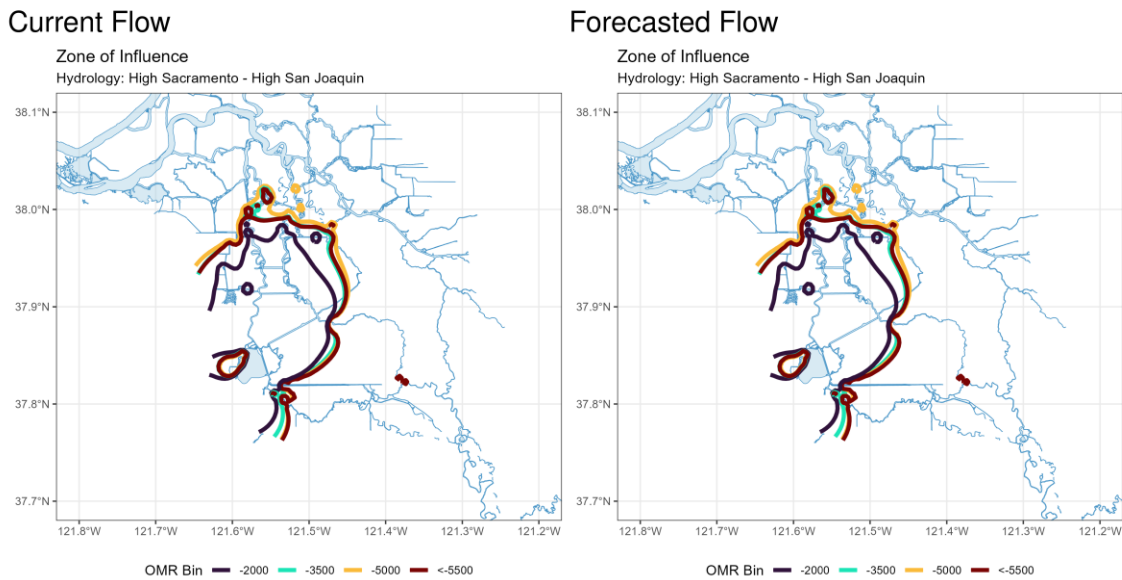 Current Flow
Zone of Influence
Hydrology: High Sacramento - High San Joaquin
38.1°N
38.0°N
37.9°N
37.8°N
37.7°N
121.8°W 121.7°W 121.6°W 121.5°W 121.4°W 121.3°W 121.2°W
OMR Bin -2000 -3500 -5000 <-5500
Forecasted Flow
Zone of Influence
Hydrology: High Sacramento - High San Joaquin
38.1°N
38.0°N
37.9°N
37.8°N
37.7°N
121.8°W 121.7°W 121.6°W 121.5°W 121.4°W 121.3°W 121.2°W
OMR Bin -2000 -3500 -5000 <-5500